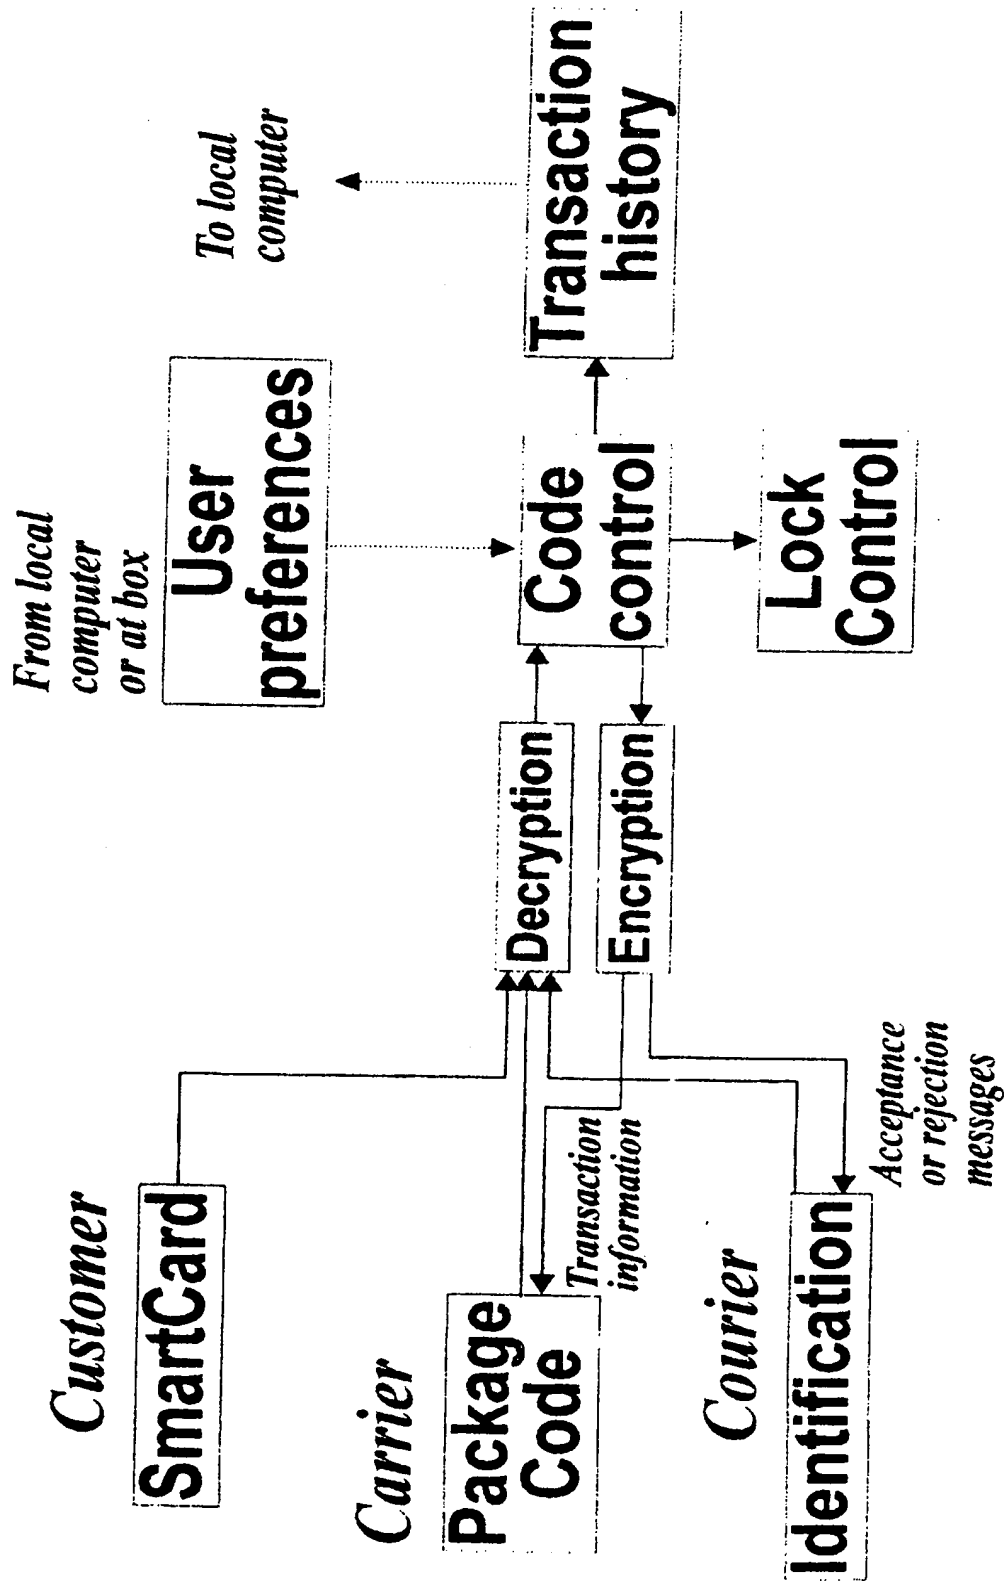 Customer
SmartCard
Carrier
Package
Code
Transaction
information
Courier
Identification
Acceptance
or rejection
messages
Decryption
Encryption
From local
computer
or at box
User
preferences
Code
control
Lock
Control
To local
computer
Transaction
history